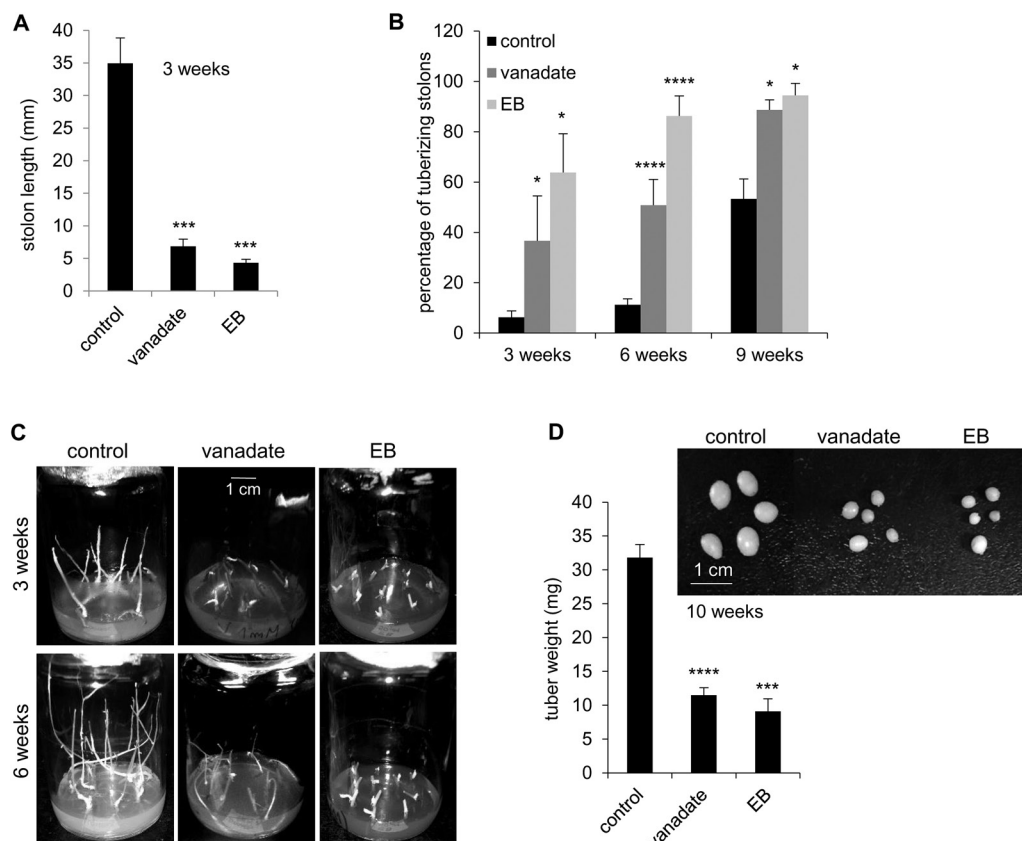 A
40
35
30
25
20
15
10
5
0
stolon length (mm)
3 weeks
***
***
control
vanadate
EB
B
120
100
80
60
40
20
0
percentage of tuberizing stolons
control
vanadate
EB
*
*
****
****
*
*
3 weeks
6 weeks
9 weeks
C
control
vanadate
EB
3 weeks
1 cm
1 mM
6 weeks
D
control
vanadate
EB
1 cm
10 weeks
40
35
30
25
20
15
10
5
0
tuber weight (mg)
****
***
control
vanadate
EB